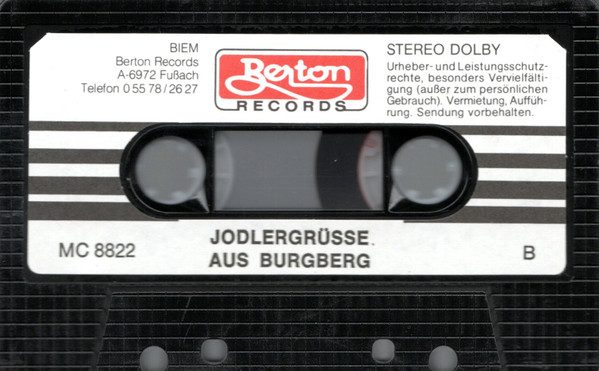 BIEM
Berton Records
A-6972 Fußach
Telefon 0 55 78 / 26 27
Berton
RECORDS
STEREO DOLBY
Urheber- und Leistungsschutz-
rechte, besonders Vervielfälti-
gung (außer zum persönlichen
Gebrauch). Vermietung, Auffüh-
rung. Sendung vorbehalten.
MC 8822
JODLERGRÜSSE.
AUS BURGBERG
B